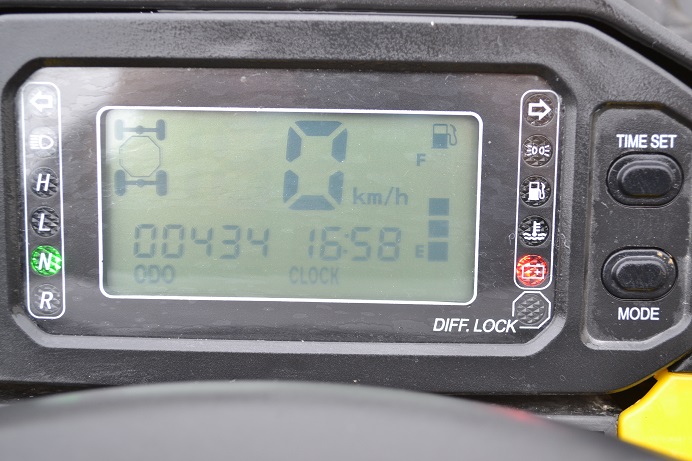 H
L
N
R
0 km/h
F
E
00434 16:58
ODO CLOCK
DIFF. LOCK
TIME SET
MODE